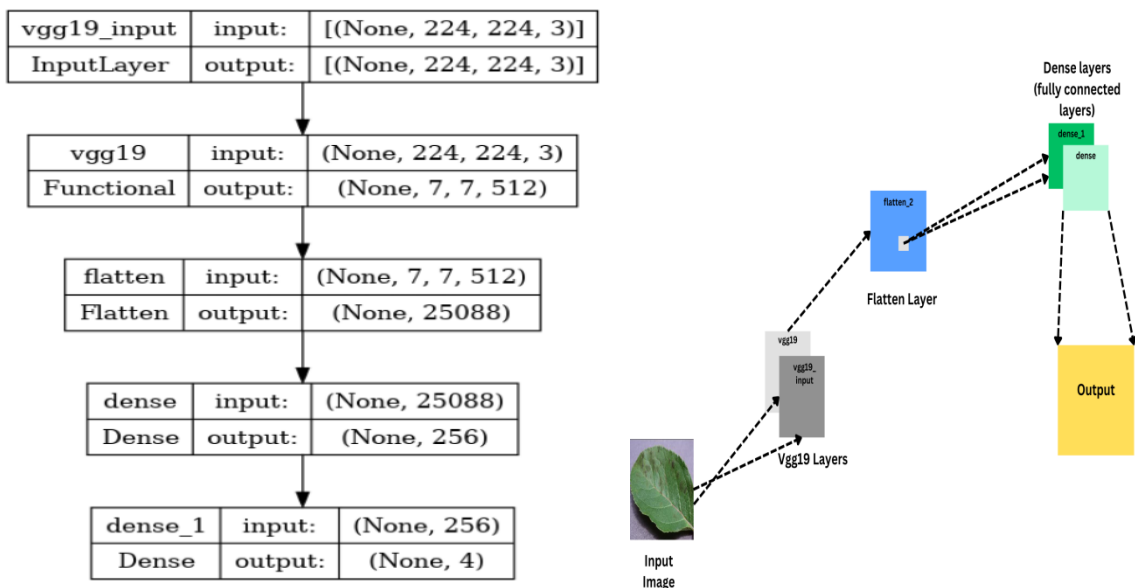 vgg19_input input: [(None, 224, 224, 3)]
InputLayer output: [(None, 224, 224, 3)]
vgg19 input: (None, 224, 224, 3)
Functional output: (None, 7, 7, 512)
flatten input: (None, 7, 7, 512)
Flatten output: (None, 25088)
dense input: (None, 25088)
Dense output: (None, 256)
dense_1 input: (None, 256)
Dense output: (None, 4)
Dense layers
(fully connected
layers)
dense_1
dense
flatten_2
Flatten Layer
vgg19
vgg19_
input
Vgg19 Layers
Output
Input
Image